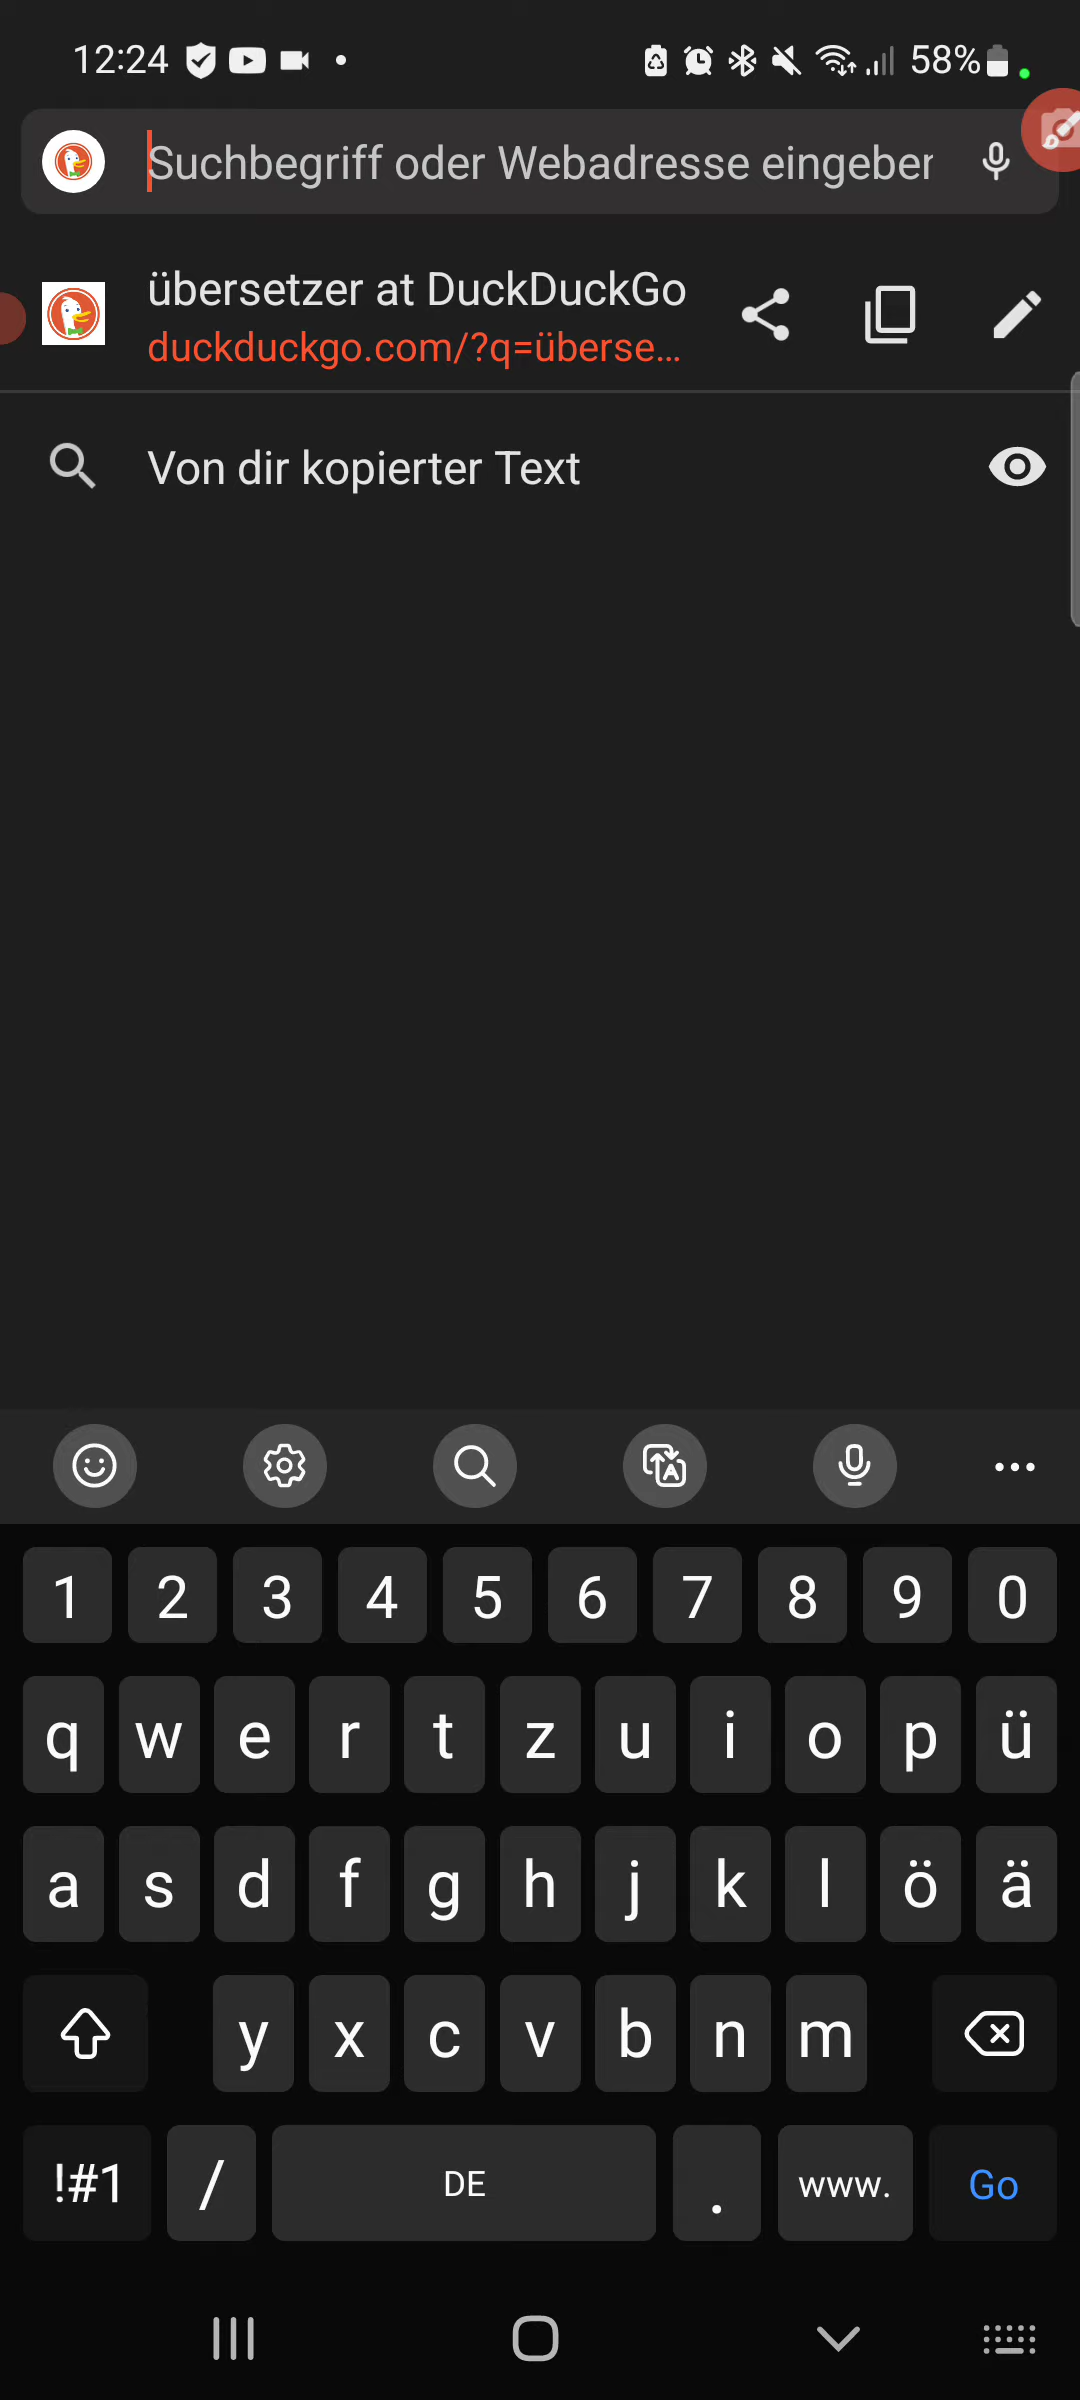 12:24
58%
Suchbegriff oder Webadresse eingeben
übersetzer at DuckDuckGo
duckduckgo.com/?q=überse...
Von dir kopierter Text
1 2 3 4 5 6 7 8 9 0
q w e r t z u i o p ü
a s d f g h j k l ö ä
y x c v b n m
!#1 / DE . www. Go